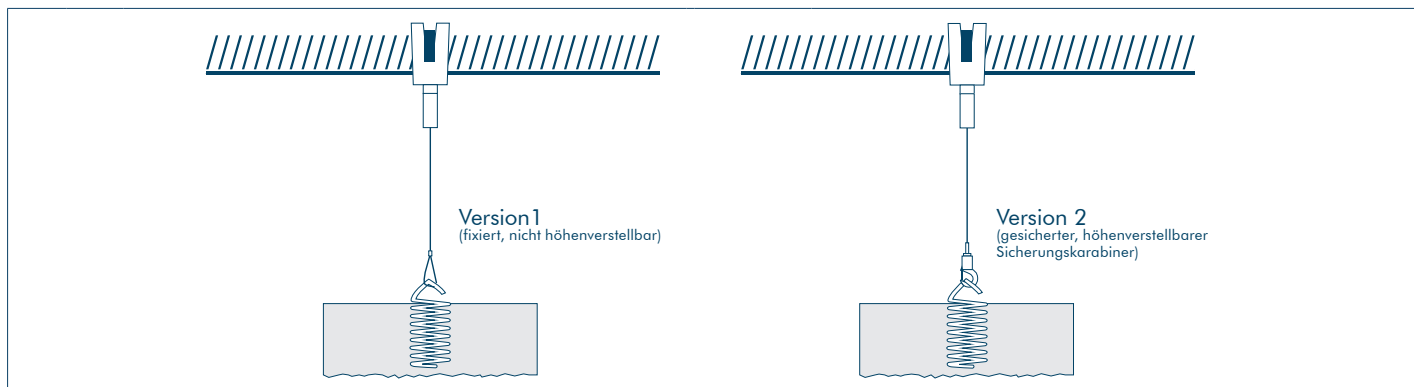 Version1
(fixiert, nicht höhenverstellbar)
Version 2
(gesicherter, höhenverstellbarer
Sicherungskarabiner)